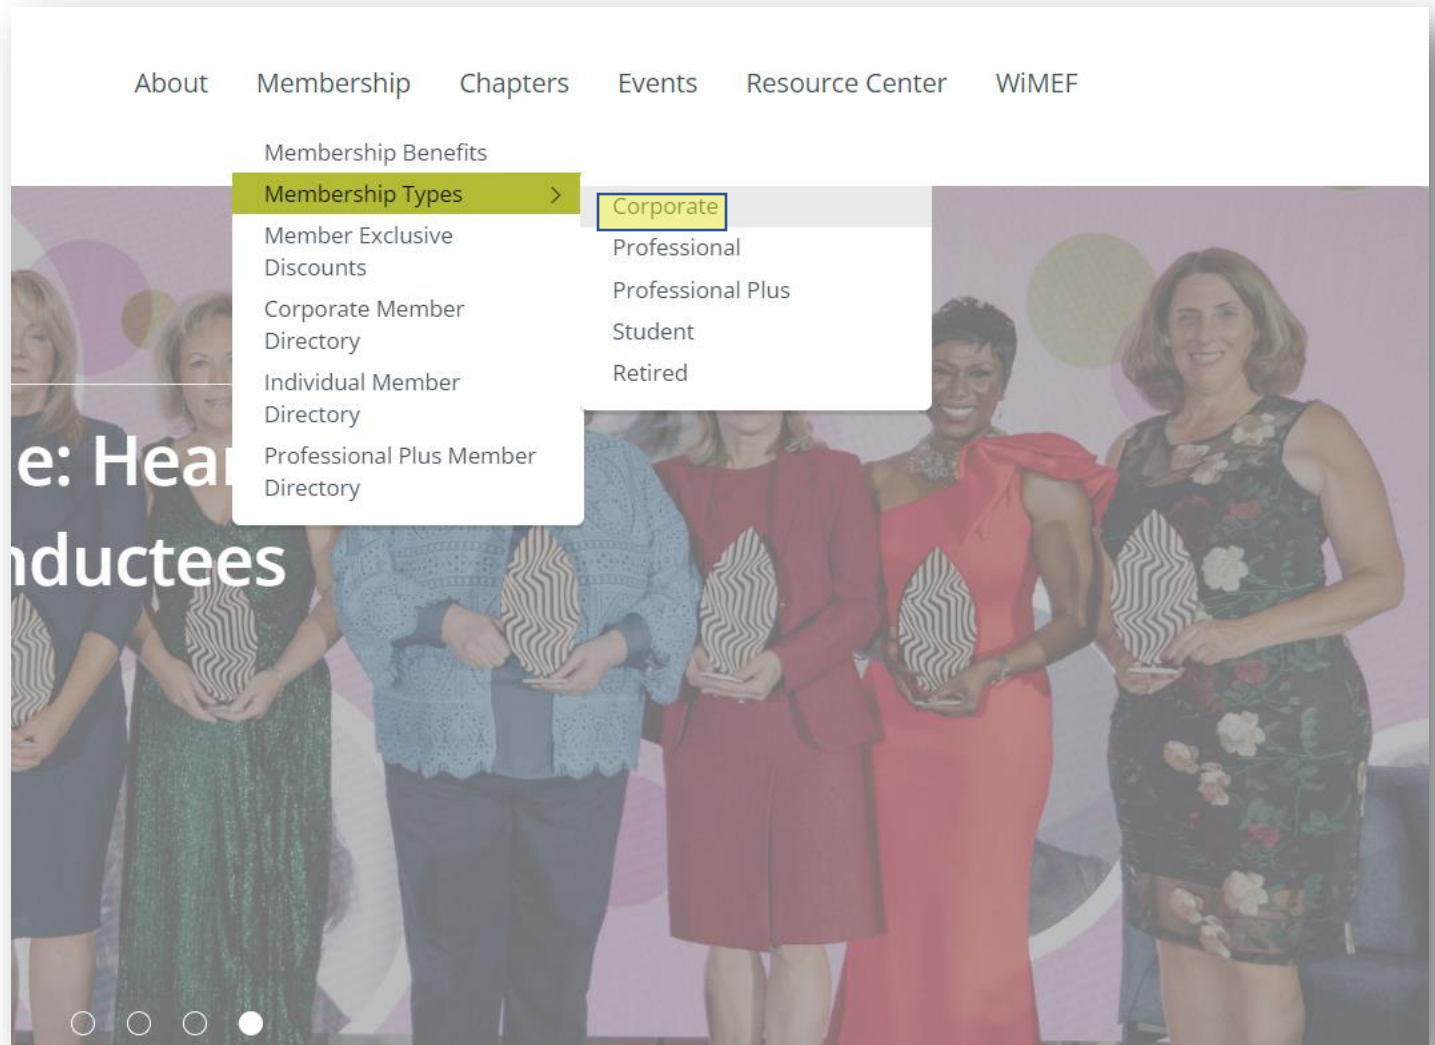 About Membership Chapters Events Resource Center WiMEF
Membership Benefits
Membership Types
Member Exclusive
Discounts
Corporate Member
Directory
Individual Member
Directory
Professional Plus Member
Directory
Corporate
Professional
Professional Plus
Student
Retired
e: Hear
nductees